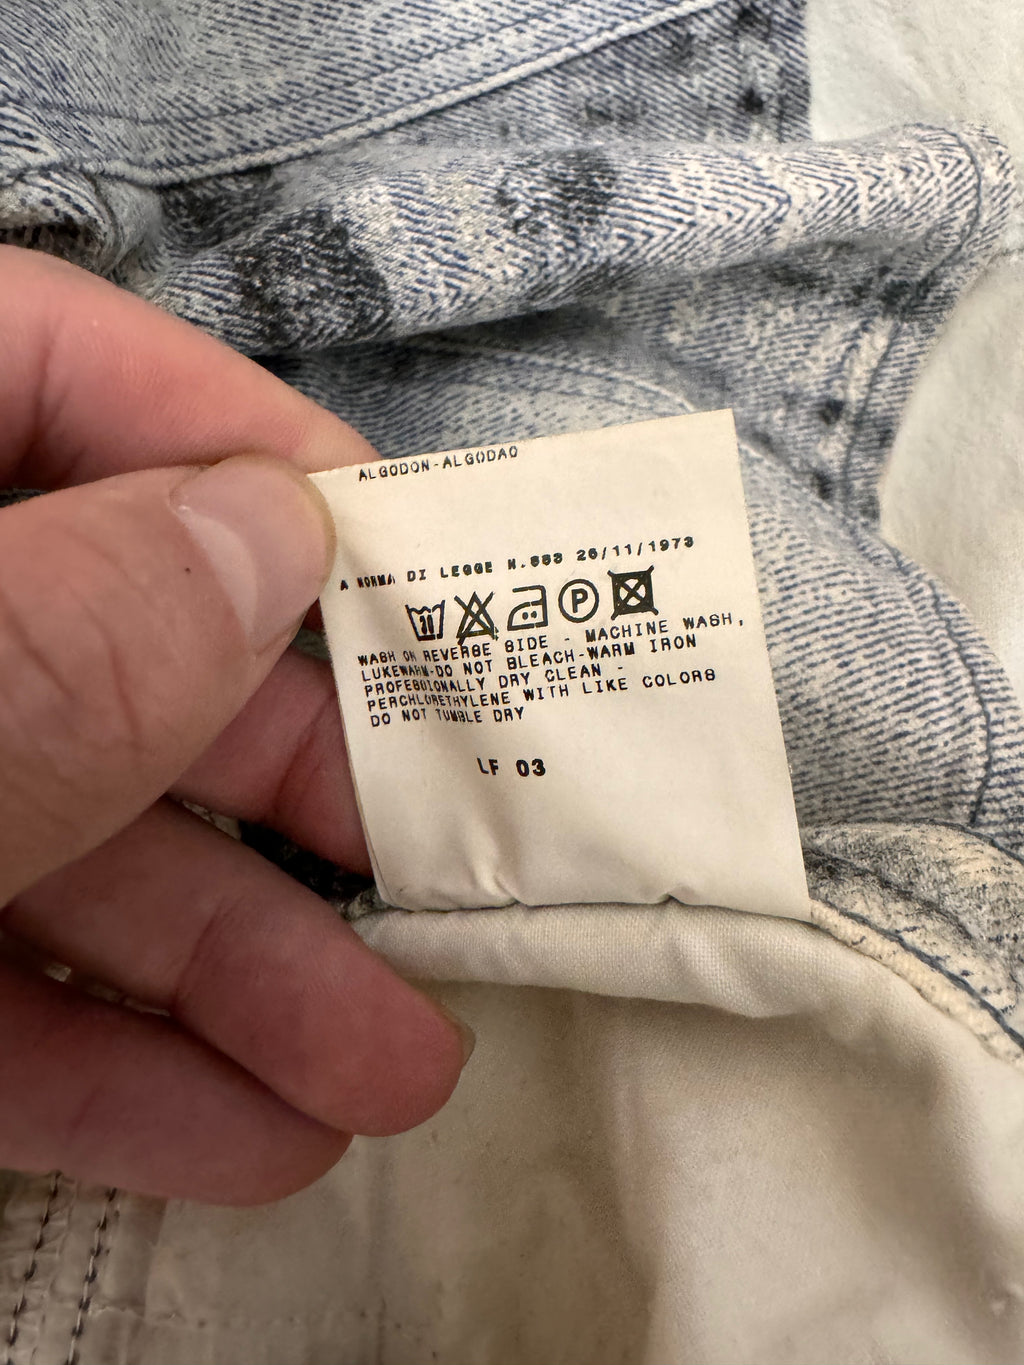 ALGODON-ALGODAO
A NORMA DI LEGGE N.883 26/11/1973
30 P
WASH ON REVERSE SIDE - MACHINE WASH,
LUKEWARM-DO NOT BLEACH-WARM IRON
PROFESSIONALLY DRY CLEAN -
PERCHLORETHYLENE WITH LIKE COLORS
DO NOT TUMBLE DRY
LF 03